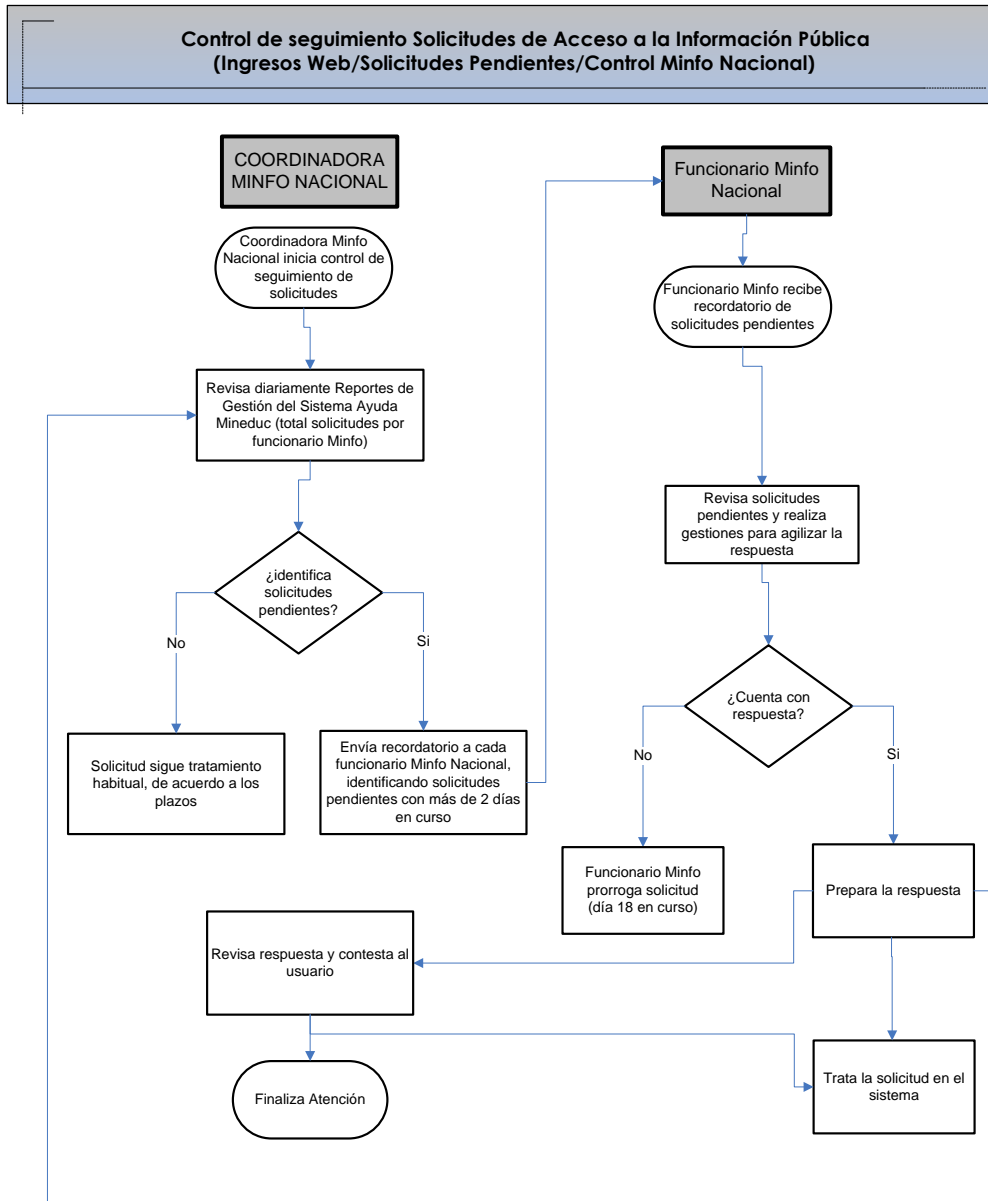 Control de seguimiento Solicitudes de Acceso a la Información Pública
(Ingresos Web/Solicitudes Pendientes/Control Minfo Nacional)
COORDINADORA
MINFO NACIONAL
Coordinadora Minfo
Nacional inicia control de
seguimiento de
solicitudes
Revisa diariamente Reportes de
Gestión del Sistema Ayuda
Mineduc (total solicitudes por
funcionario Minfo)
¿identifica
solicitudes
pendientes?
No
Si
Solicitud sigue tratamiento
habitual, de acuerdo a los
plazos
Envía recordatorio a cada
funcionario Minfo Nacional,
identificando solicitudes
pendientes con más de 2 días
en curso
Funcionario Minfo
Nacional
Funcionario Minfo recibe
recordatorio de
solicitudes pendientes
Revisa solicitudes
pendientes y realiza
gestiones para agilizar la
respuesta
¿Cuenta con
respuesta?
No
Si
Funcionario Minfo
prorroga solicitud
(día 18 en curso)
Prepara la respuesta
Revisa respuesta y contesta al
usuario
Finaliza Atención
Trata la solicitud en el
sistema